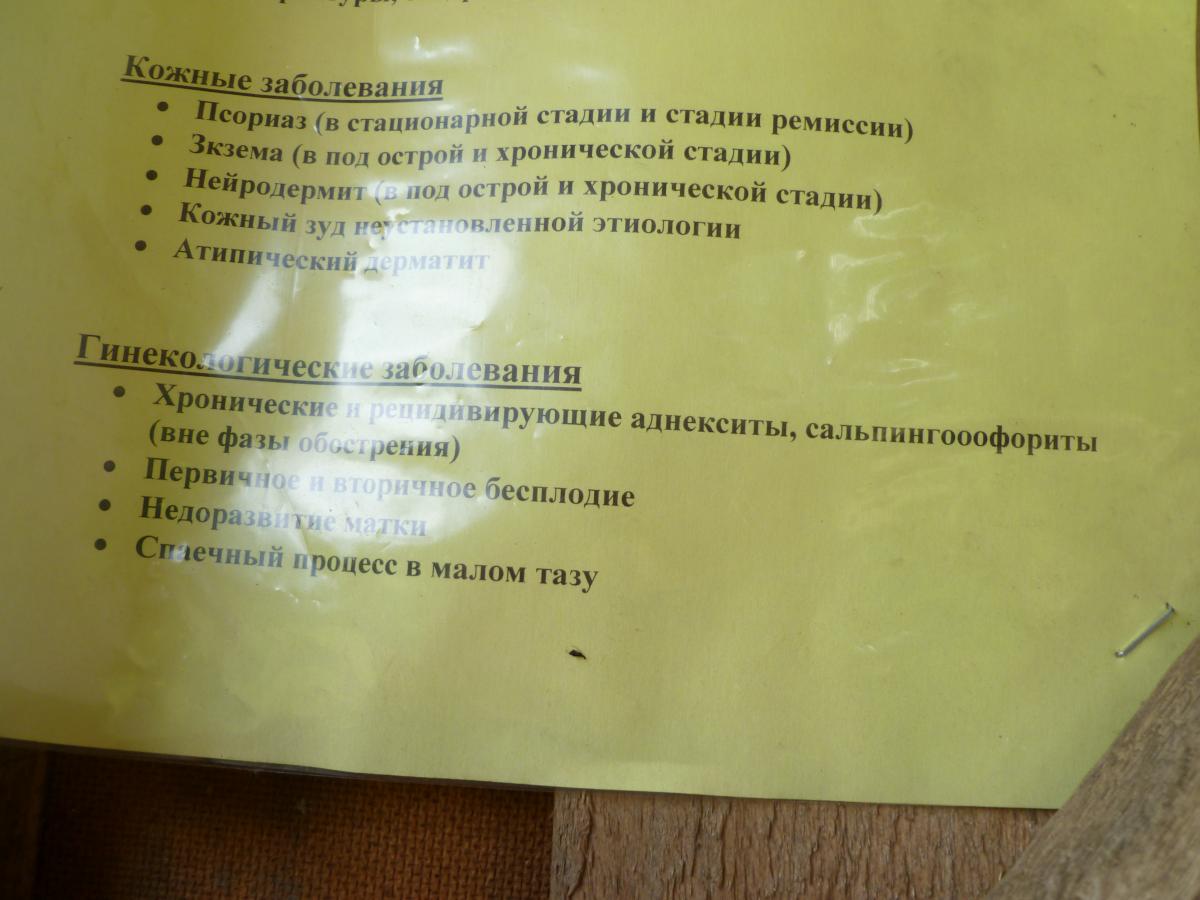 Кожные заболевания
• Псориаз (в стационарной стадии и стадии ремиссии)
• Зкзема (в под острой и хронической стадии)
• Нейродермит (в под острой и хронической стадии)
• Кожный зуд неустановленной этиологии
• Атипический дерматит
Гинекологические заболевания
• Хронические и рецидивирующие аднекситы, сальпингооофориты
(вне фазы обострения)
• Первичное и вторичное бесплодие
• Недоразвитие матки
• Спаечный процесс в малом тазу